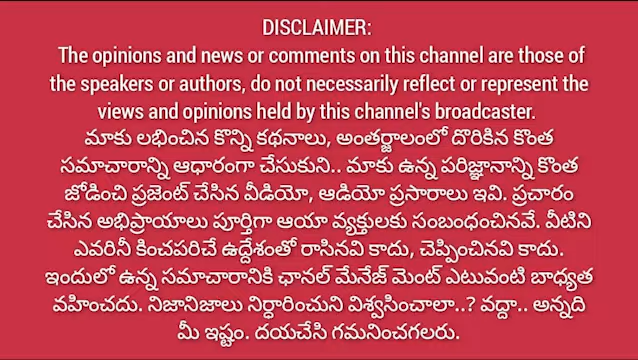 DISCLAIMER:
The opinions and news or comments on this channel are those of
the speakers or authors, do not necessarily reflect or represent the
views and opinions held by this channel's broadcaster.
మాకు లభించిన కొన్ని కథనాలు, అంతర్జాలంలో దొరికిన కొంత
సమాచారాన్ని ఆధారంగా చేసుకుని.. మాకు ఉన్న పరిజ్ఞానాన్ని కొంత
జోడించి ప్రజెంట్ చేసిన వీడియో, ఆడియో ప్రసారాలు ఇవి. ప్రచారం
చేసిన అభిప్రాయాలు పూర్తిగా ఆయా వ్యక్తులకు సంబంధించినవే. వీటిని
ఎవరినీ కించపరిచే ఉద్దేశంతో రాసినవి కాదు, చెప్పించినవి కాదు.
ఇందులో ఉన్న సమాచారానికి ఛానల్ మేనేజ్ మెంట్ ఎటువంటి బాధ్యత
వహించదు. నిజానిజాలు నిర్ధారించుని విశ్వసించాలా..? వద్దా.. అన్నది
మీ ఇష్టం. దయచేసి గమనించగలరు.